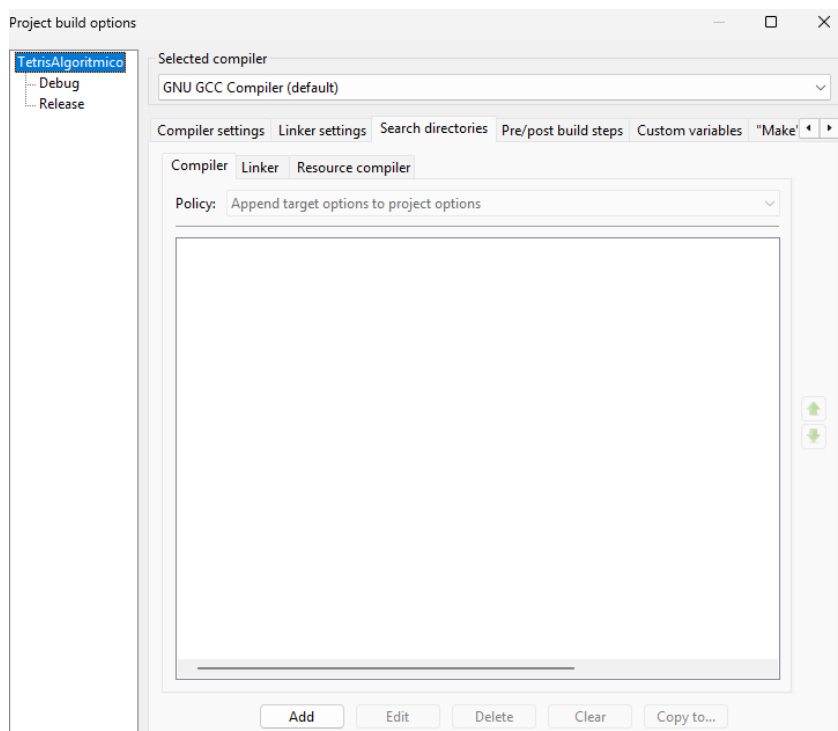 Project build options
TetrisAlgoritmico
Debug
Release
Selected compiler
GNU GCC Compiler (default)
Compiler settings Linker settings Search directories Pre/post build steps Custom variables "Make"
Compiler Linker Resource compiler
Policy: Append target options to project options
Add Edit Delete Clear Copy to...